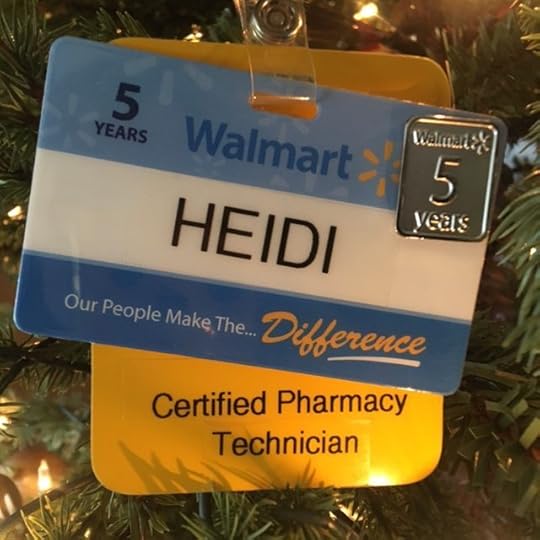 5
YEARS
Walmart
Walmart
5
years
HEIDI
Our People Make The... Difference
Certified Pharmacy
Technician